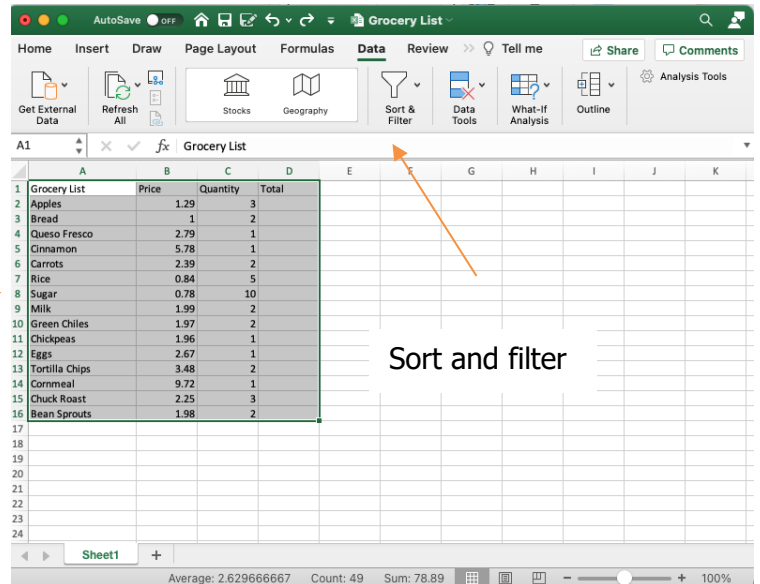 AutoSave OFF Grocery List
Home Insert Draw Page Layout Formulas Data Review >> Tell me Share Comments
Get External Data
Refresh All
Stocks
Geography
Sort & Filter
Data Tools
What-If Analysis
Outline
Analysis Tools
A1 fx Grocery List
A B C D E F G H I J K
1 Grocery List Price Quantity Total
2 Apples 1.29 3
3 Bread 1 2
4 Queso Fresco 2.79 1
5 Cinnamon 5.78 1
6 Carrots 2.39 2
7 Rice 0.84 5
8 Sugar 0.78 10
9 Milk 1.99 2
10 Green Chiles 1.97 2
11 Chickpeas 1.96 1
12 Eggs 2.67 1
13 Tortilla Chips 3.48 2
14 Cornmeal 9.72 1
15 Chuck Roast 2.25 3
16 Bean Sprouts 1.98 2
17
18
19
20
21
22
23
24
Sort and filter
Sheet1 +
Average: 2.629666667 Count: 49 Sum: 78.89 - + 100%